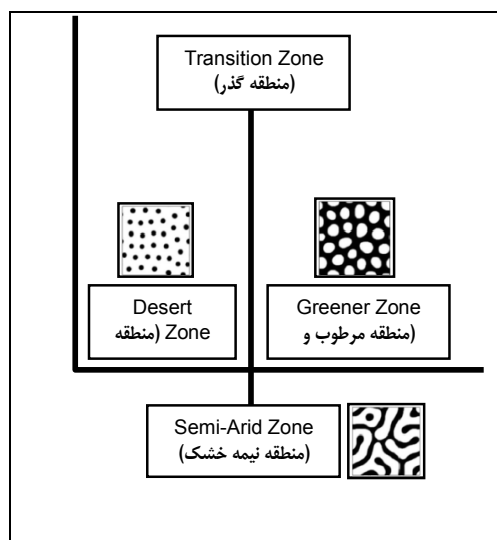 Transition Zone
(منطقه گذر)
Desert
Zone (منطقه
Greener Zone
(منطقه مرطوب و
Semi-Arid Zone
(منطقه نیمه خشک)